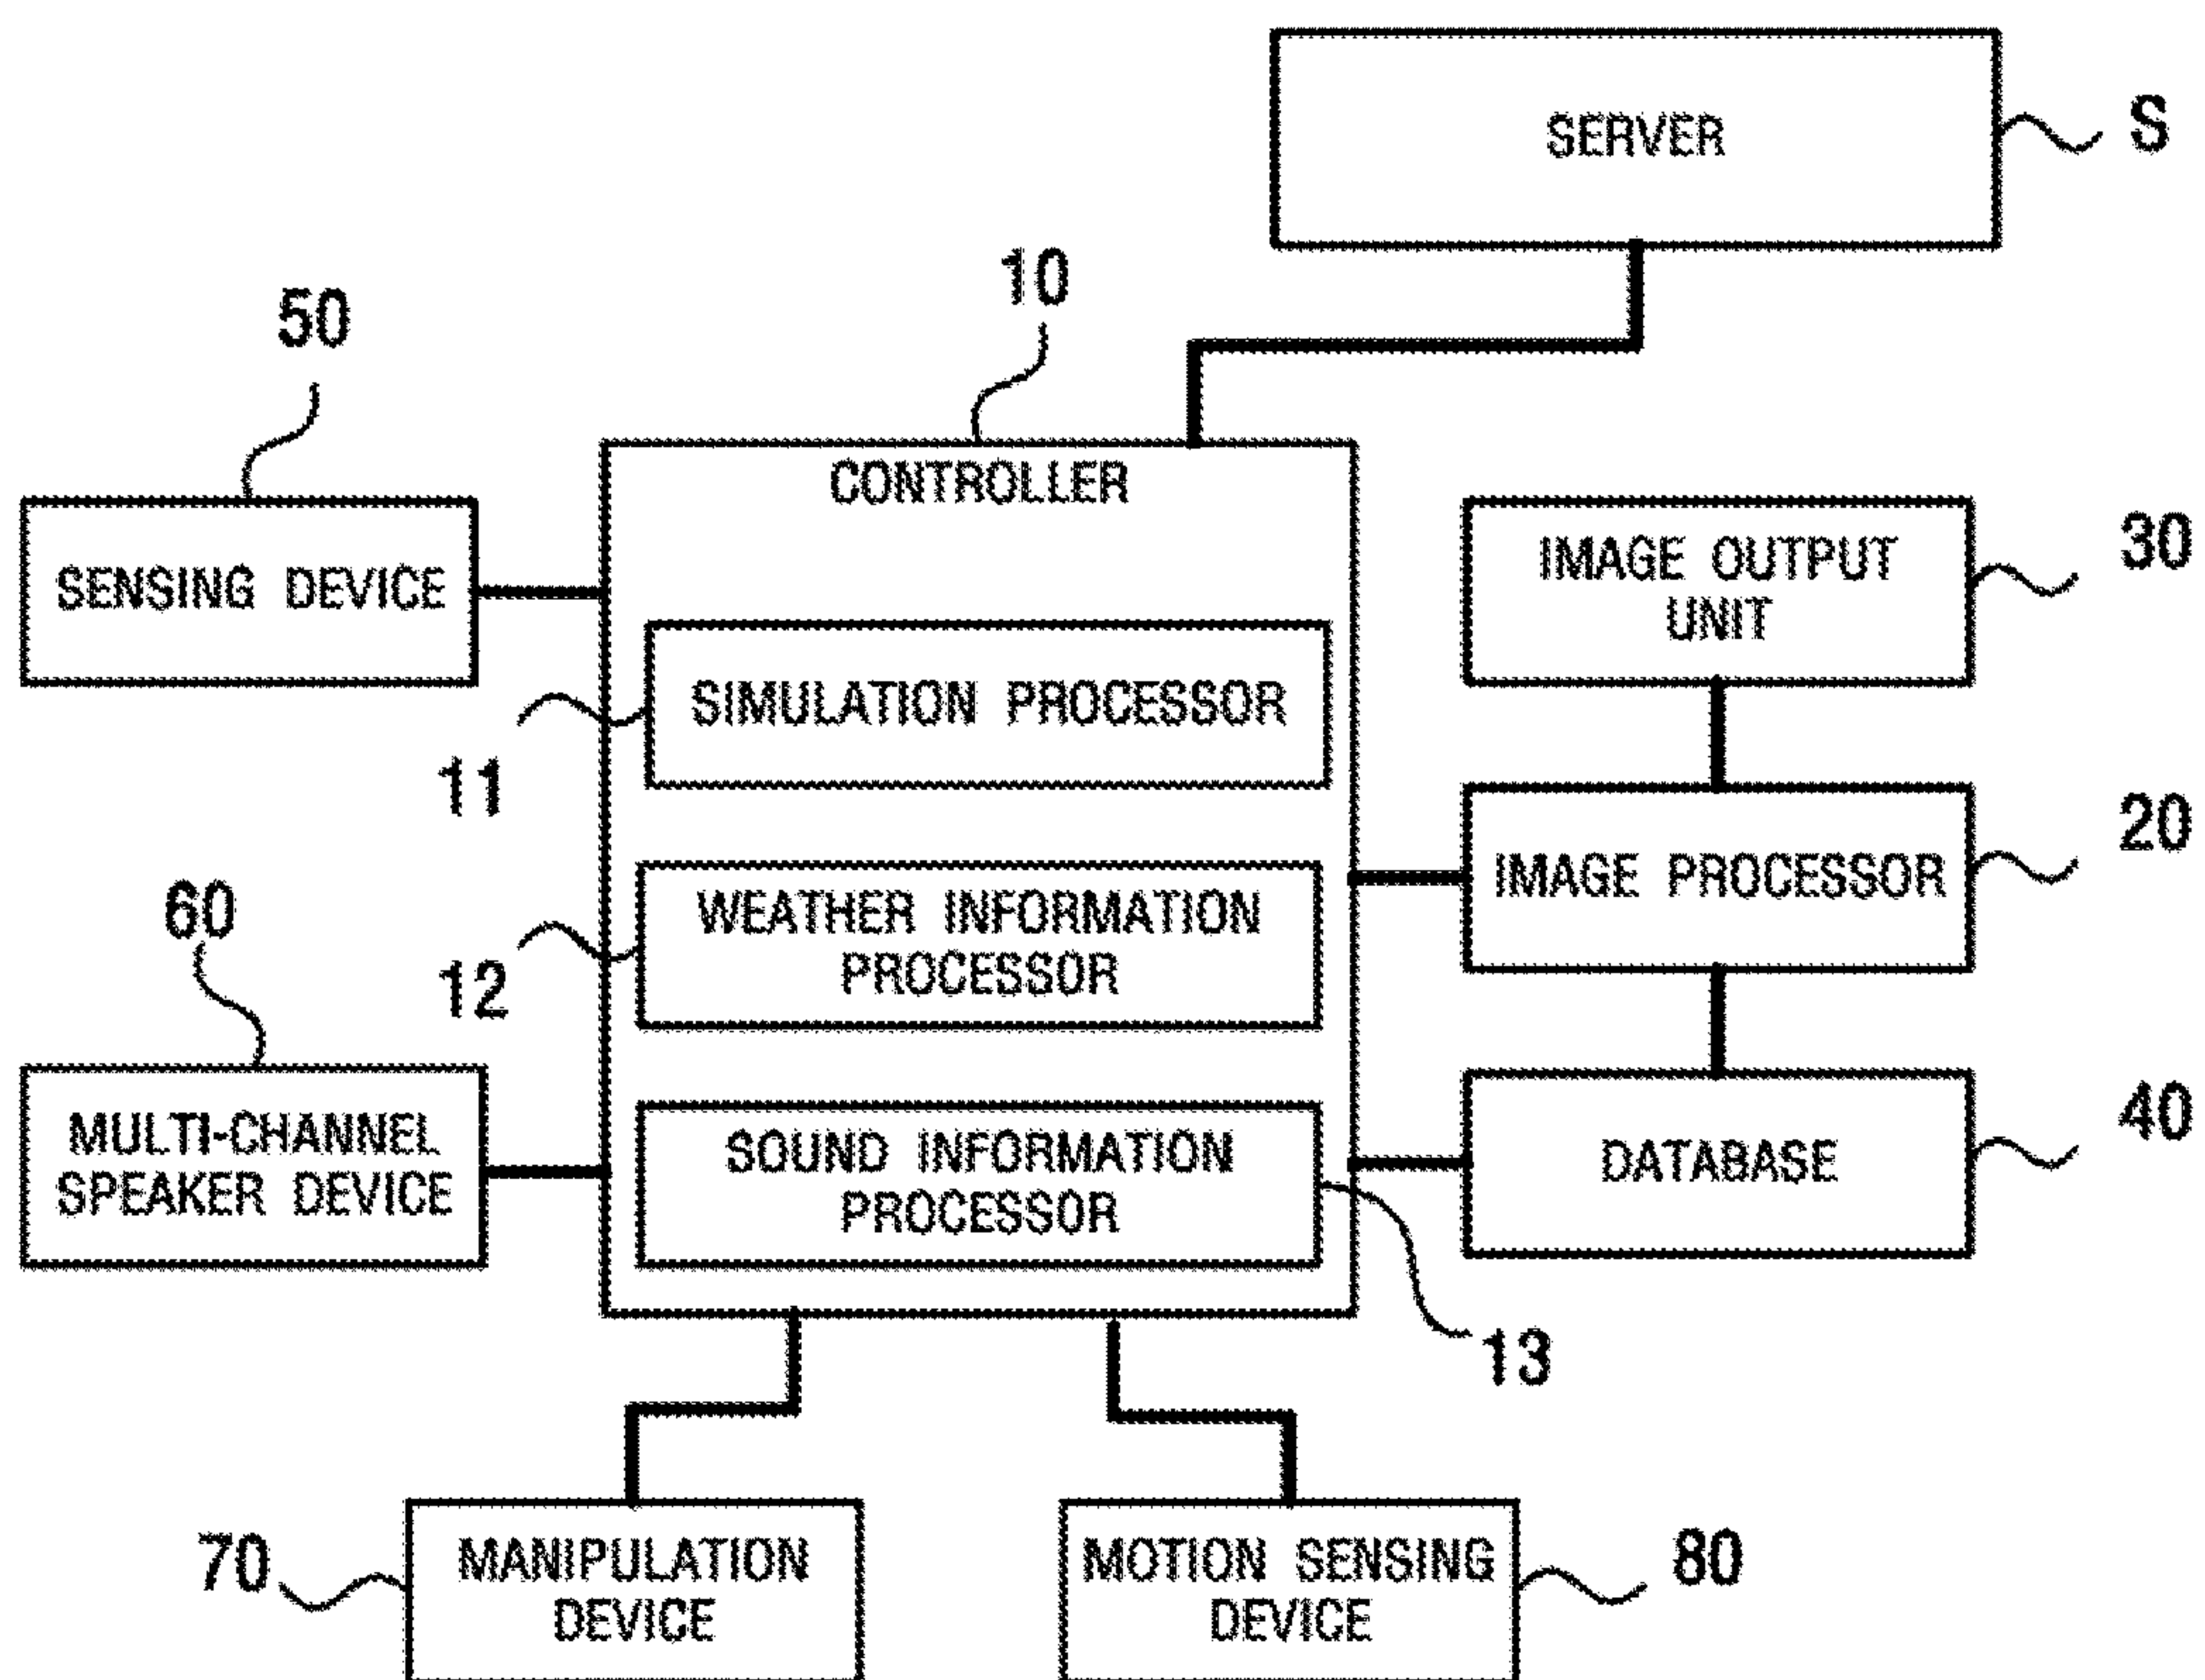 SERVER
S
10
50
CONTROLLER
SENSING DEVICE
IMAGE OUTPUT
UNIT
30
SIMULATION PROCESSOR
11
IMAGE PROCESSOR
20
WEATHER INFORMATION
PROCESSOR
12
60
MULTI-CHANNEL
SPEAKER DEVICE
SOUND INFORMATION
PROCESSOR
DATABASE
40
13
70
MANIPULATION
DEVICE
MOTION SENSING
DEVICE
80